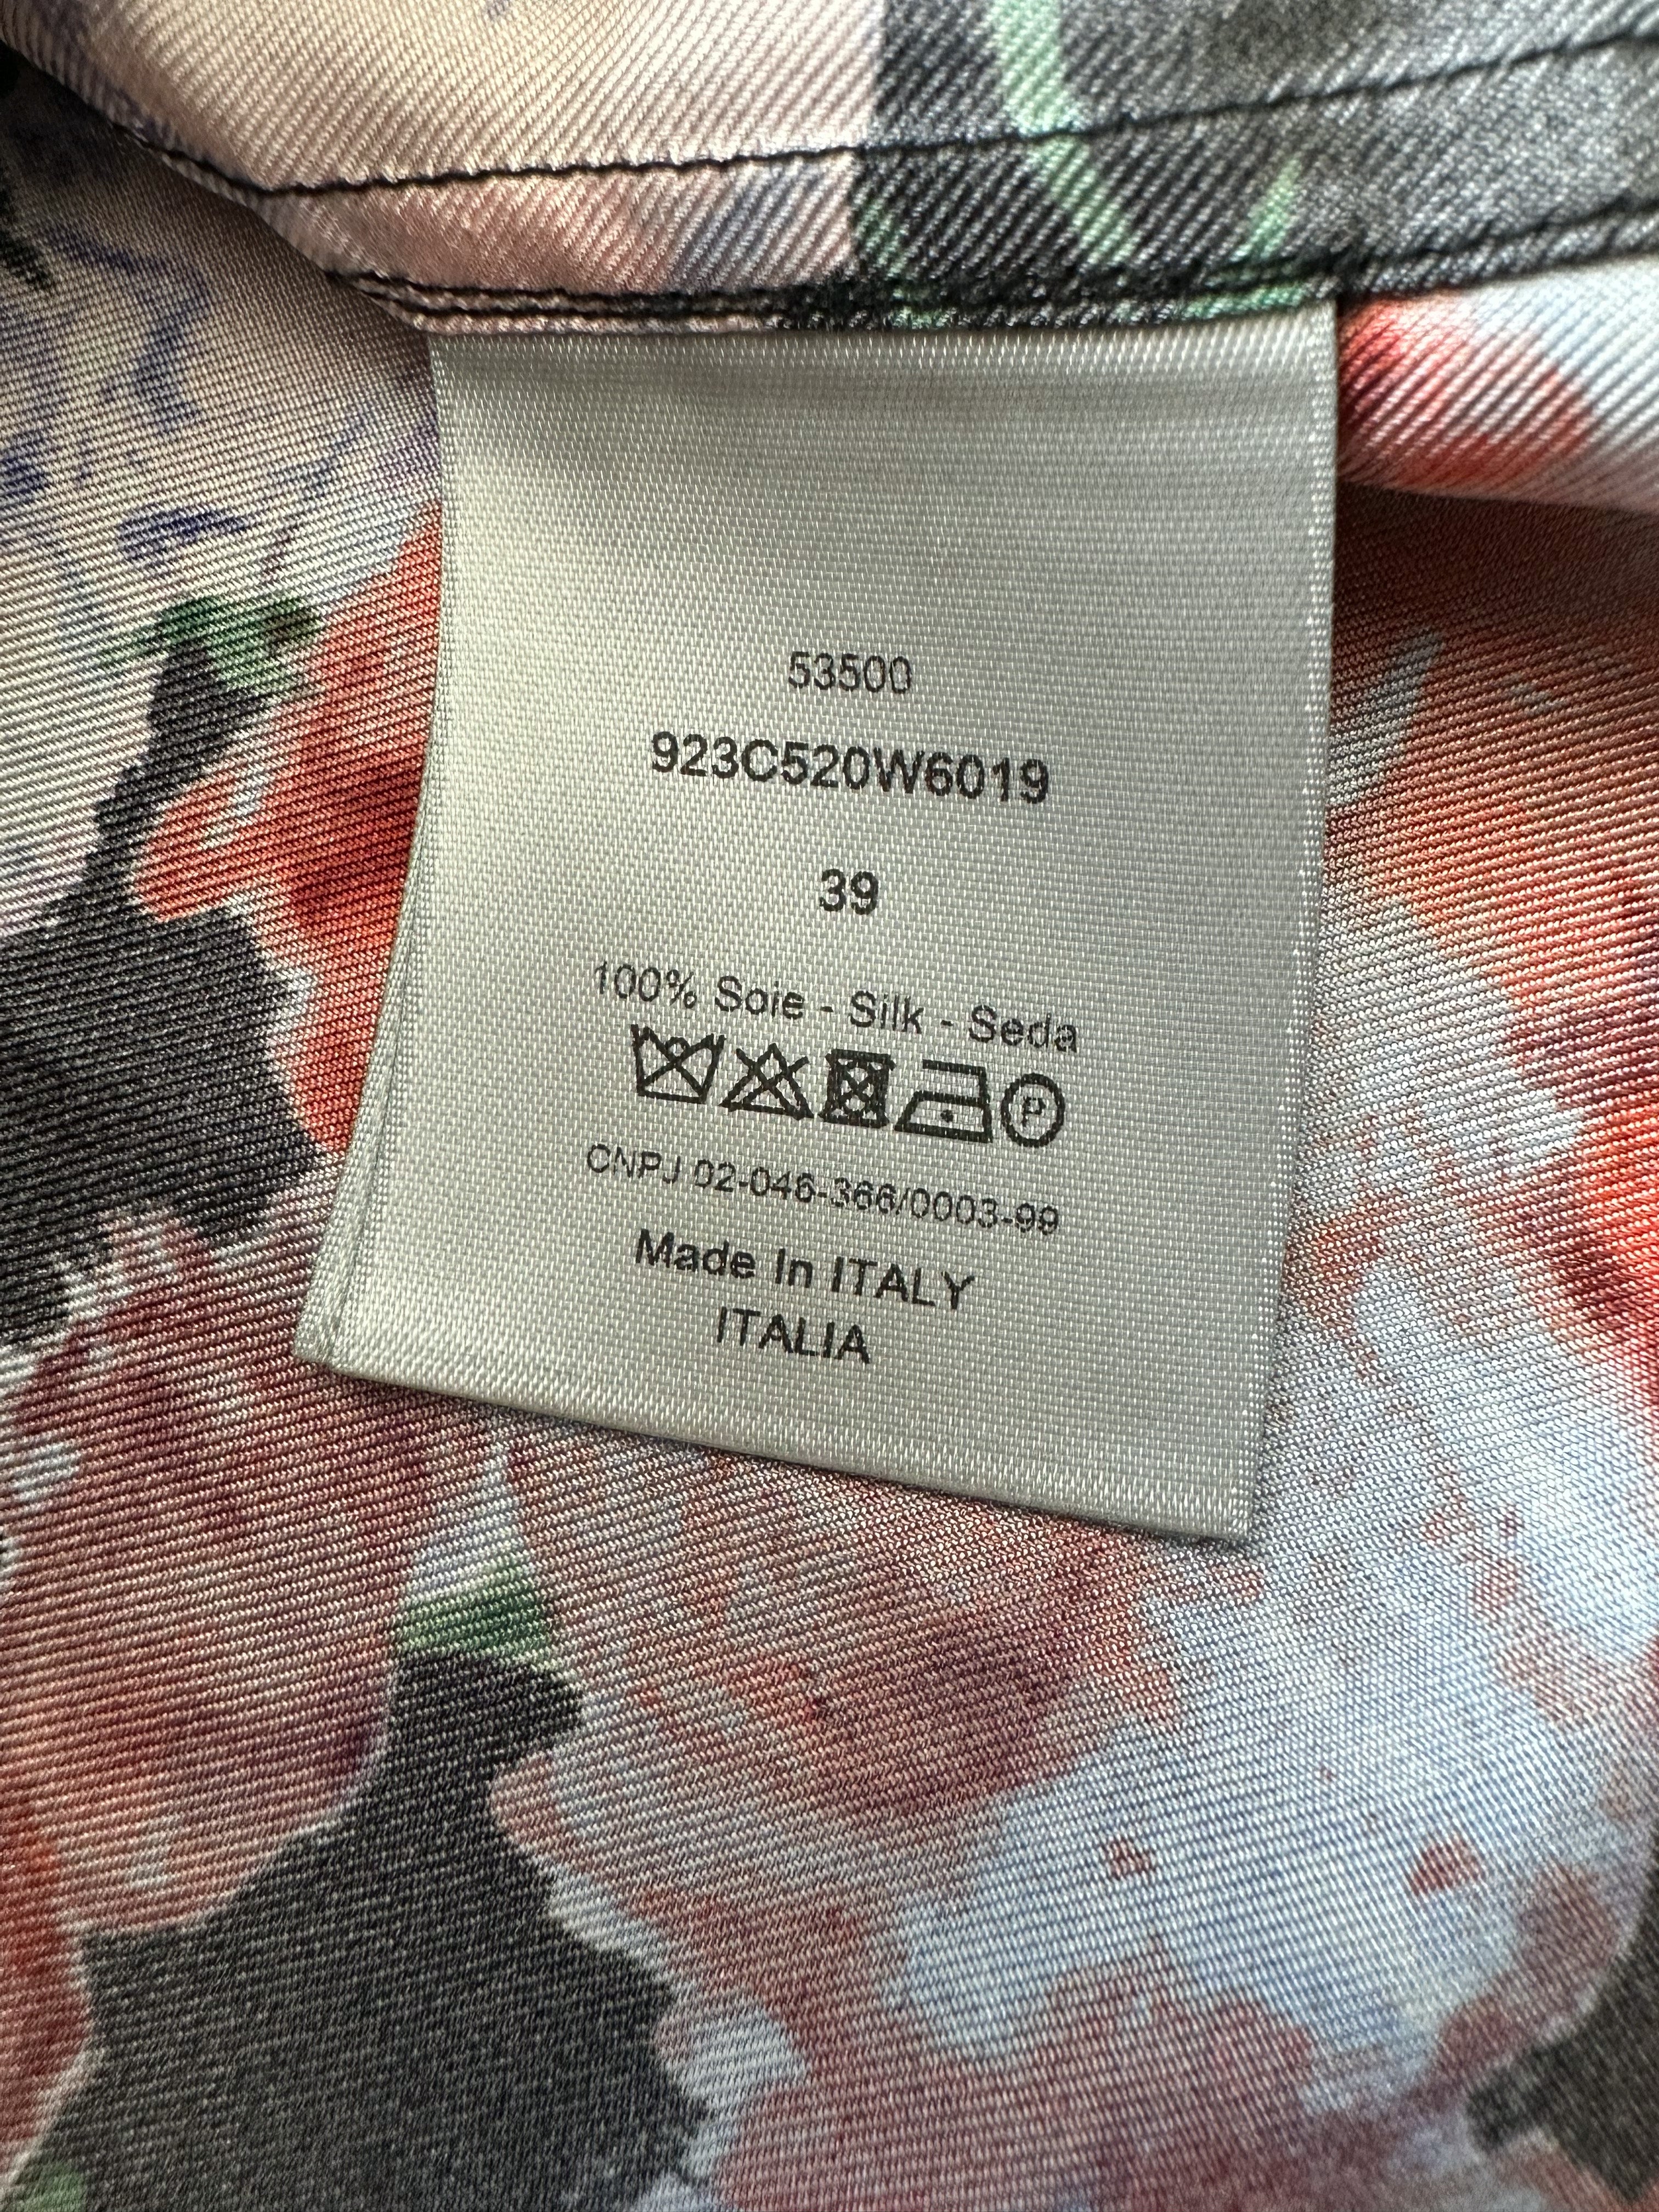 53500
923C520W6019
39
100% Soie - Silk - Seda
P
CNPJ 02-046-366/0003-99
Made In ITALY
ITALIA